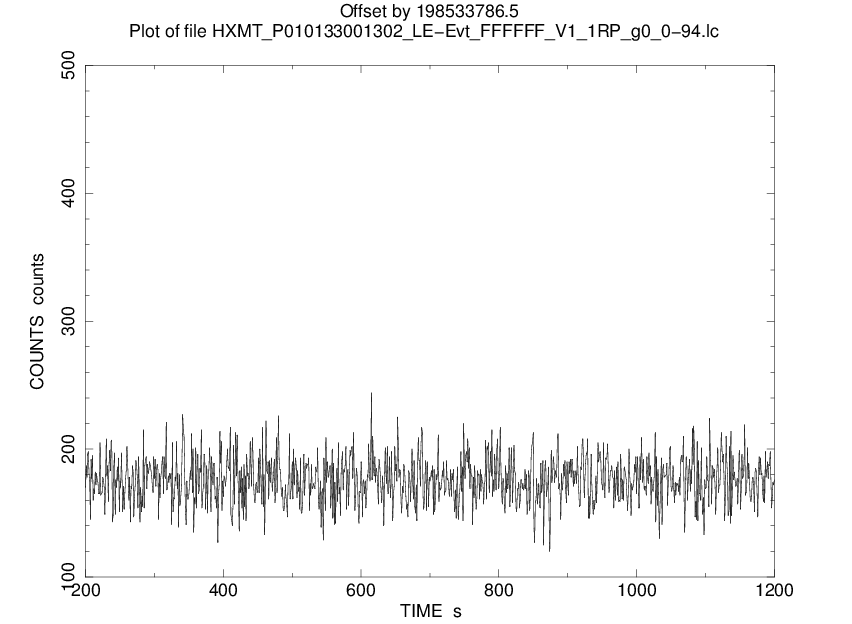 Offset by 198533786.5
Plot of file HXMT_P010133001302_LE−Evt_FFFFFF_V1_1RP_g0_0−94.lc
500
400
300
200
100
COUNTS counts
200 400 600 800 1000 1200
TIME s